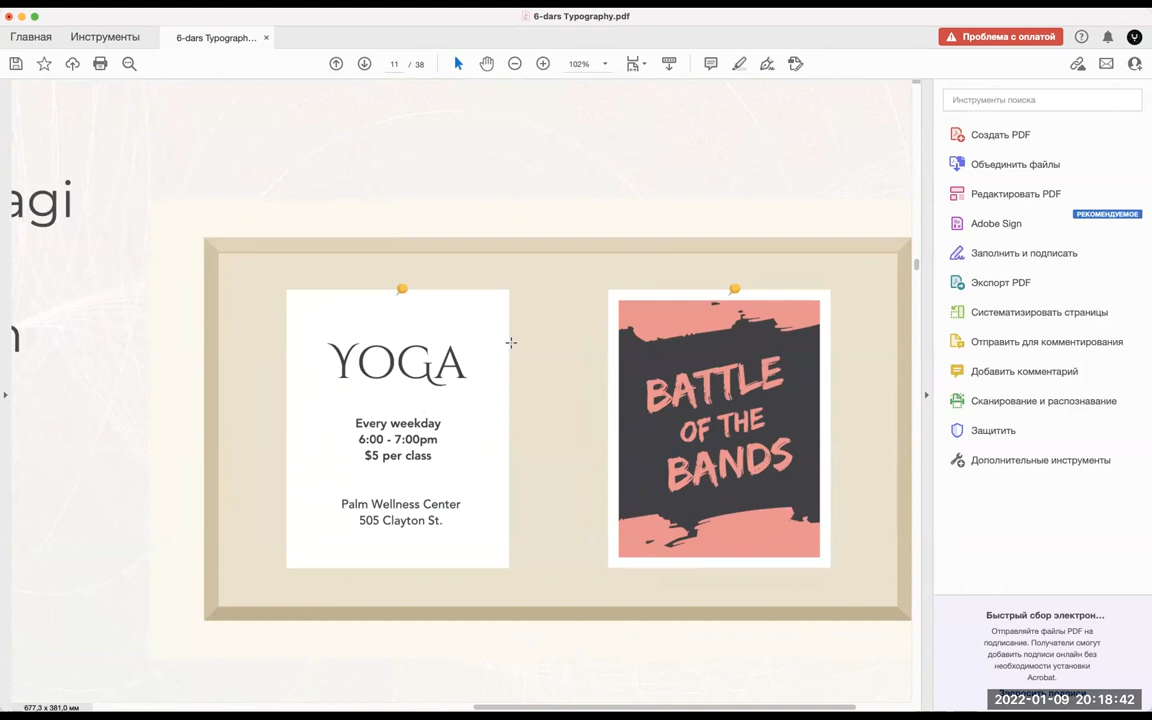 6-dars Typography.pdf
Главная
Инструменты
6-dars Typograph...
Проблема с оплатой
11 / 38
102%
Инструменты поиска
Создать PDF
Объединить файлы
Редактировать PDF
РЕКОМЕНДУЕМОЕ
Adobe Sign
Заполнить и подписать
Экспорт PDF
Систематизировать страницы
Отправить для комментирования
Добавить комментарий
Сканирование и распознавание
Защитить
Дополнительные инструменты
agi
YOGA
Every weekday
6:00 - 7:00pm
$5 per class
Palm Wellness Center
505 Clayton St.
BATTLE
OF THE
BANDS
Быстрый сбор электрон...
Отправляйте файлы PDF на
подписание. Получатели смогут
добавить подписи онлайн без
необходимости установки
Acrobat.
677,3 x 381,0 мм
2022-01-09 20:18:42